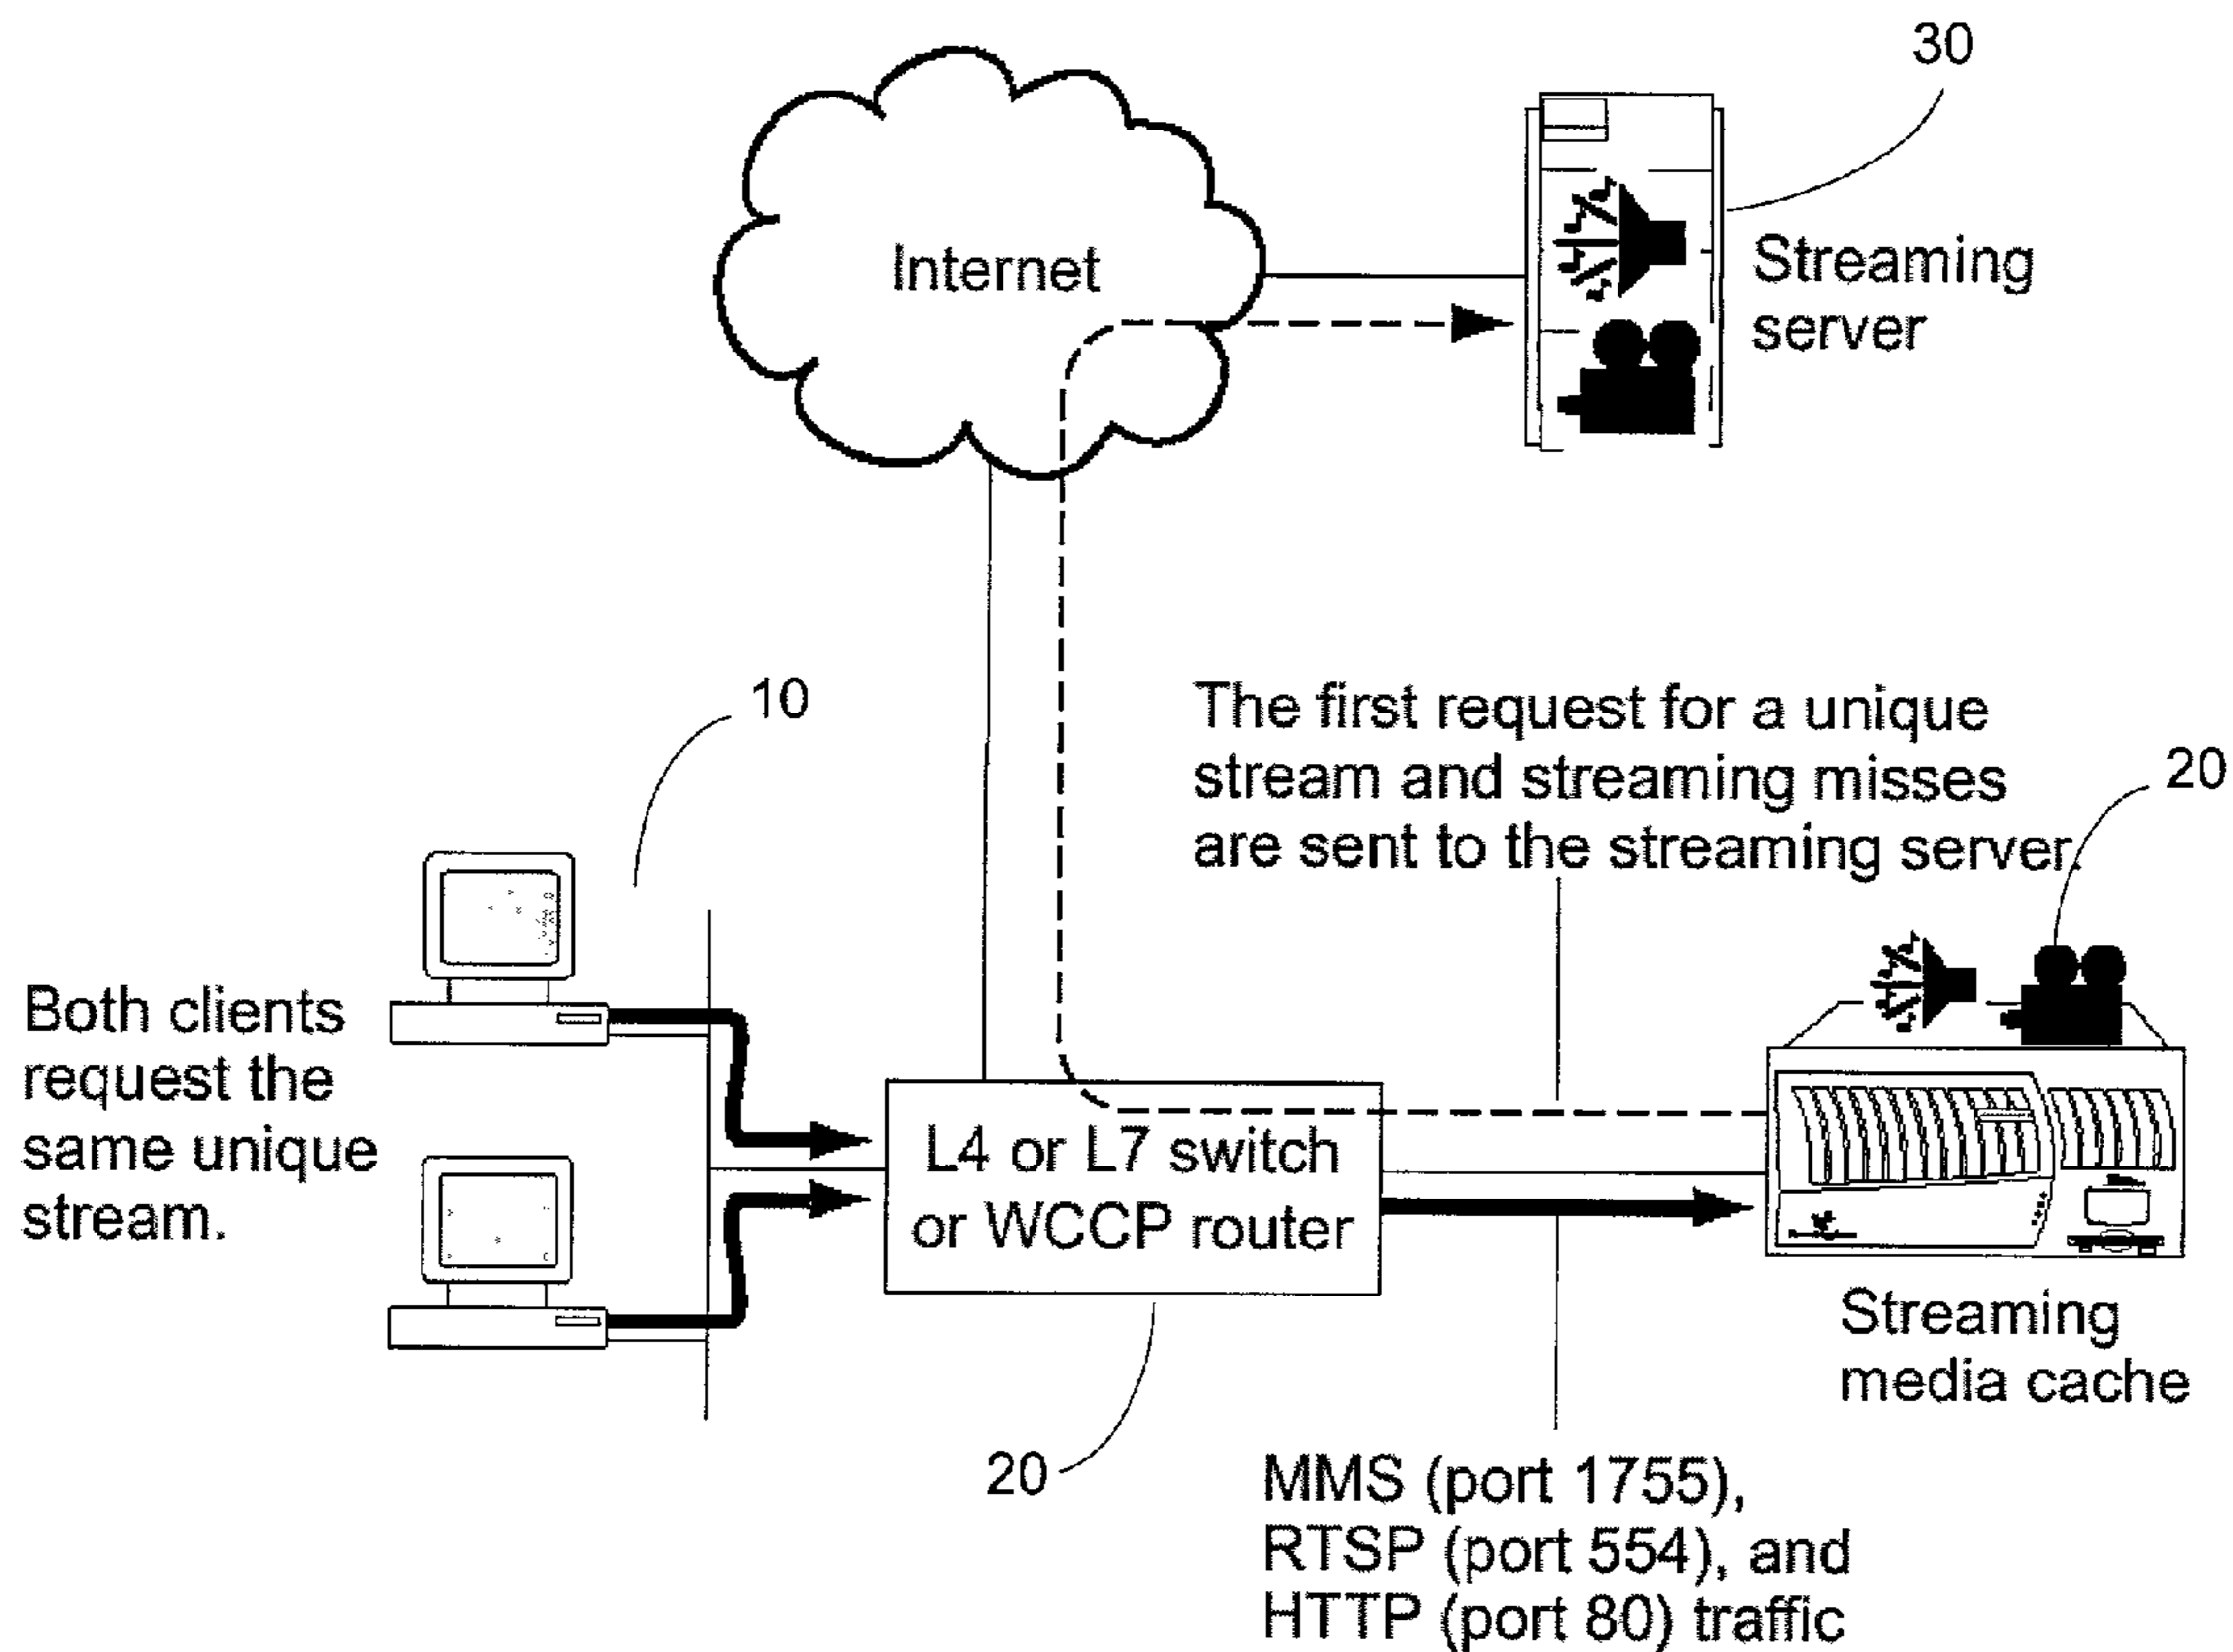 30
Internet
Streaming
server
10
The first request for a unique
stream and streaming misses
are sent to the streaming server.
20
Both clients
request the
same unique
stream.
L4 or L7 switch
or WCCP router
Streaming
media cache
20
MMS (port 1755),
RTSP (port 554), and
HTTP (port 80) traffic